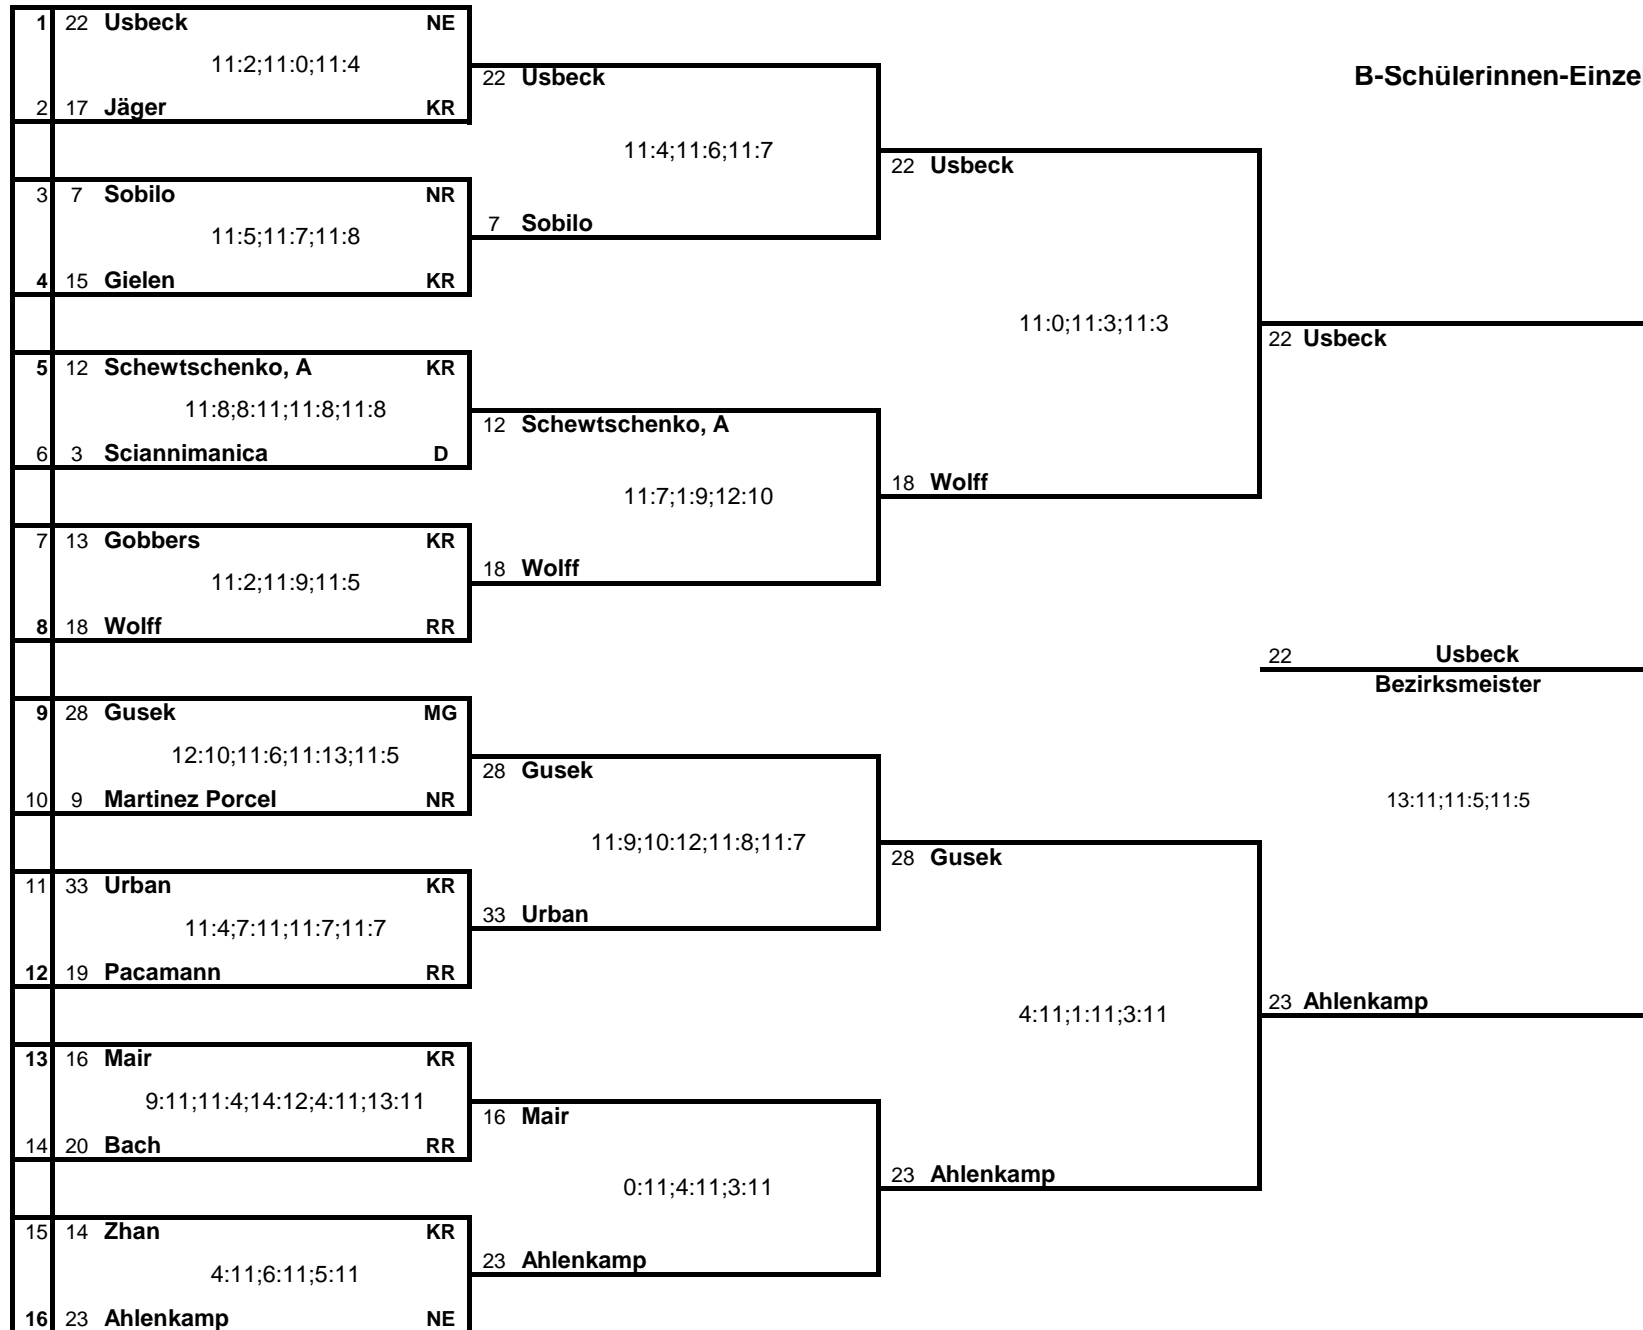 1 22 Usbeck NE
11:2;11:0;11:4
22 Usbeck
B-Schülerinnen-Einze
2 17 Jäger KR
11:4;11:6;11:7
22 Usbeck
3 7 Sobilo NR
7 Sobilo
11:5;11:7;11:8
4 15 Gielen KR
11:0;11:3;11:3
22 Usbeck
5 12 Schewtschenko, A KR
11:8;8:11;11:8;11:8
12 Schewtschenko, A
6 3 Sciannimanica D
18 Wolff
11:7;1:9;12:10
7 13 Gobbers KR
18 Wolff
11:2;11:9;11:5
8 18 Wolff RR
22 Usbeck
Bezirksmeister
9 28 Gusek MG
12:10;11:6;11:13;11:5
28 Gusek
10 9 Martinez Porcel NR
13:11;11:5;11:5
11:9;10:12;11:8;11:7
28 Gusek
11 33 Urban KR
33 Urban
11:4;7:11;11:7;11:7
12 19 Pacamann RR
23 Ahlenkamp
4:11;1:11;3:11
13 16 Mair KR
9:11;11:4;14:12;4:11;13:11
16 Mair
14 20 Bach RR
23 Ahlenkamp
0:11;4:11;3:11
15 14 Zhan KR
23 Ahlenkamp
4:11;6:11;5:11
16 23 Ahlenkamp NE